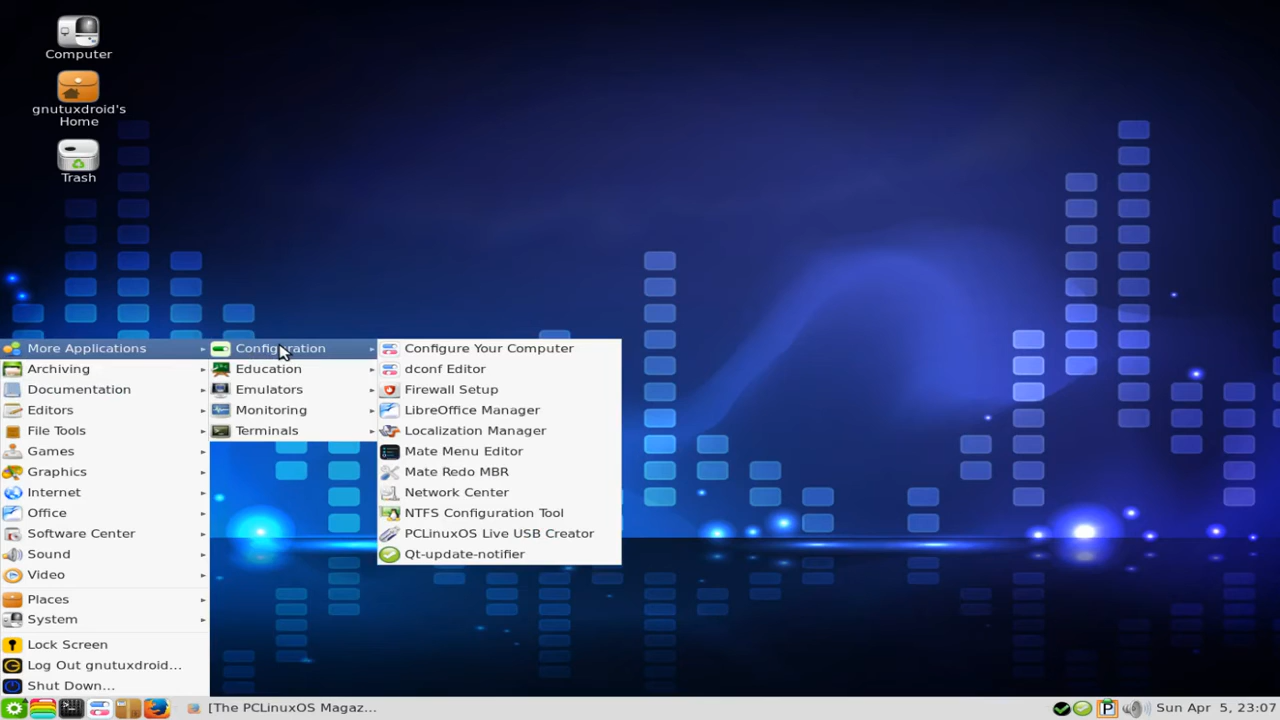 Computer
gnutuxdroid's
Home
Trash
More Applications
Archiving
Documentation
Editors
File Tools
Games
Graphics
Internet
Office
Software Center
Sound
Video
Places
System
Lock Screen
Log Out gnutuxdroid...
Shut Down...
Configuration
Education
Emulators
Monitoring
Terminals
Configure Your Computer
dconf Editor
Firewall Setup
LibreOffice Manager
Localization Manager
Mate Menu Editor
Mate Redo MBR
Network Center
NTFS Configuration Tool
PCLinuxOS Live USB Creator
Qt-update-notifier
[The PCLinuxOS Magaz...
P
Sun Apr 5, 23:07